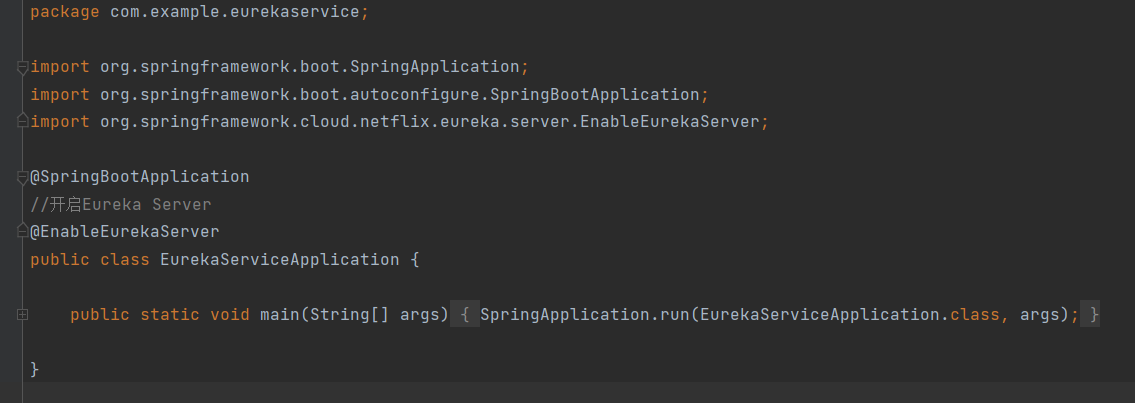 package com.example.eurekaservice;
import org.springframework.boot.SpringApplication;
import org.springframework.boot.autoconfigure.SpringBootApplication;
import org.springframework.cloud.netflix.eureka.server.EnableEurekaServer;
@SpringBootApplication
//开启Eureka Server
@EnableEurekaServer
public class EurekaServiceApplication {
public static void main(String[] args) { SpringApplication.run(EurekaServiceApplication.class, args); }
}